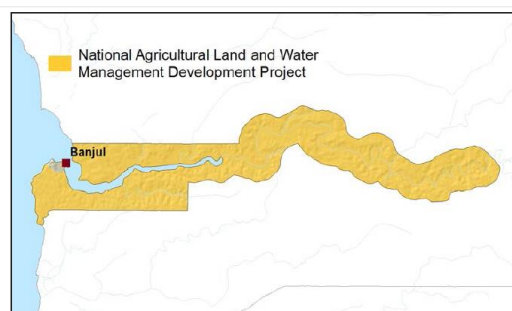 National Agricultural Land and Water
Management Development Project
Banjul